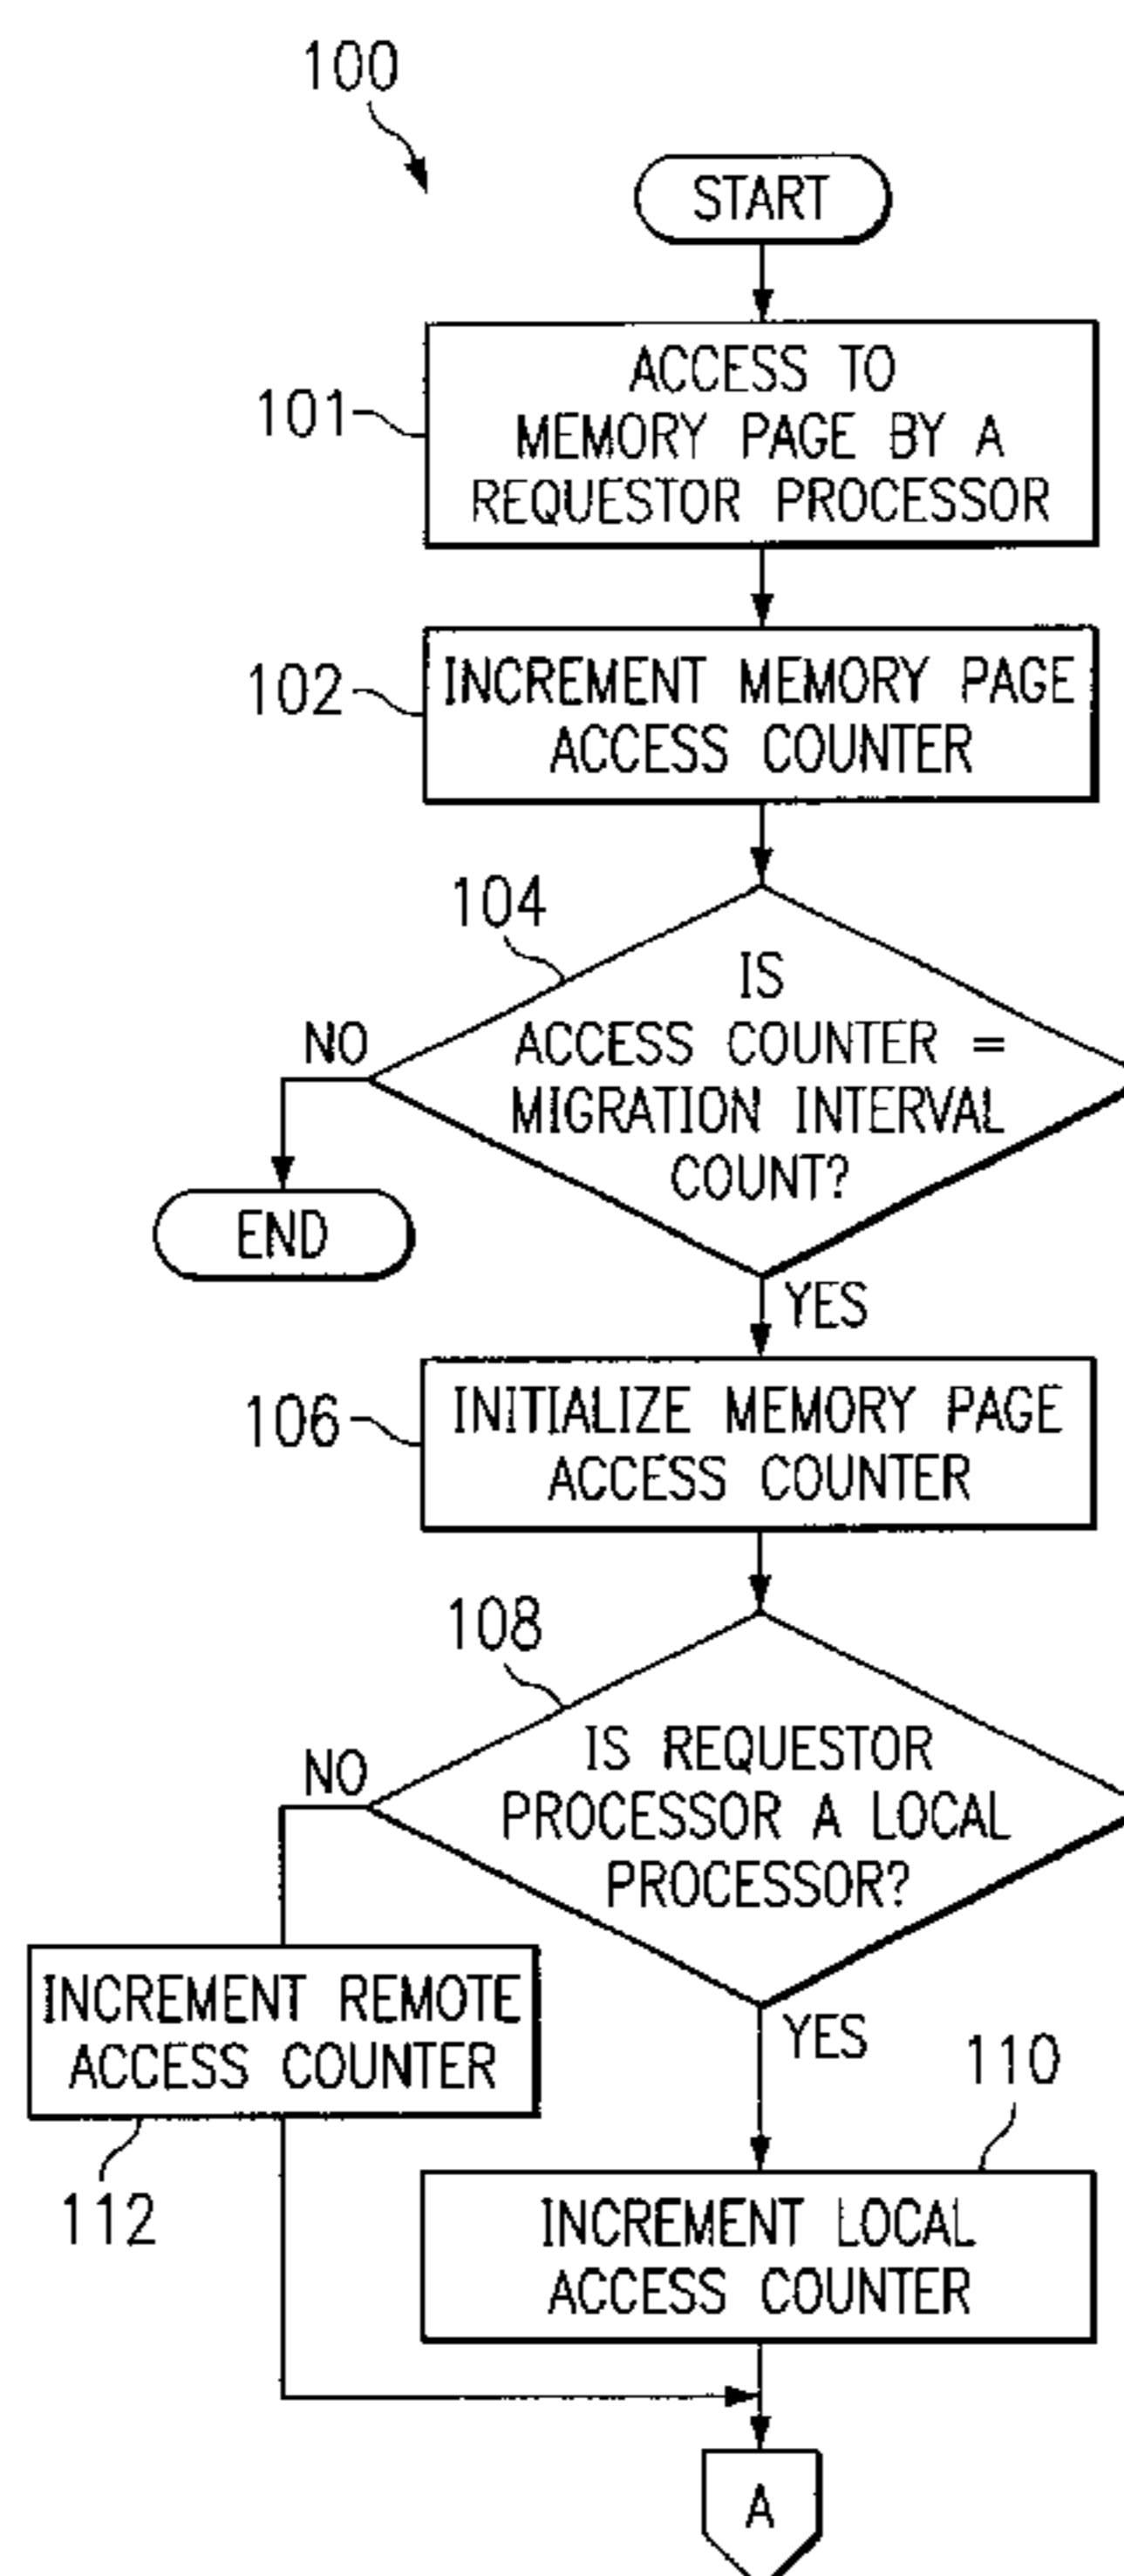 100
START
101
ACCESS TO
MEMORY PAGE BY A
REQUESTOR PROCESSOR
102
INCREMENT MEMORY PAGE
ACCESS COUNTER
104
IS
ACCESS COUNTER =
MIGRATION INTERVAL
COUNT?
NO
END
YES
106
INITIALIZE MEMORY PAGE
ACCESS COUNTER
108
IS REQUESTOR
PROCESSOR A LOCAL
PROCESSOR?
NO
INCREMENT REMOTE
ACCESS COUNTER
112
YES
110
INCREMENT LOCAL
ACCESS COUNTER
A